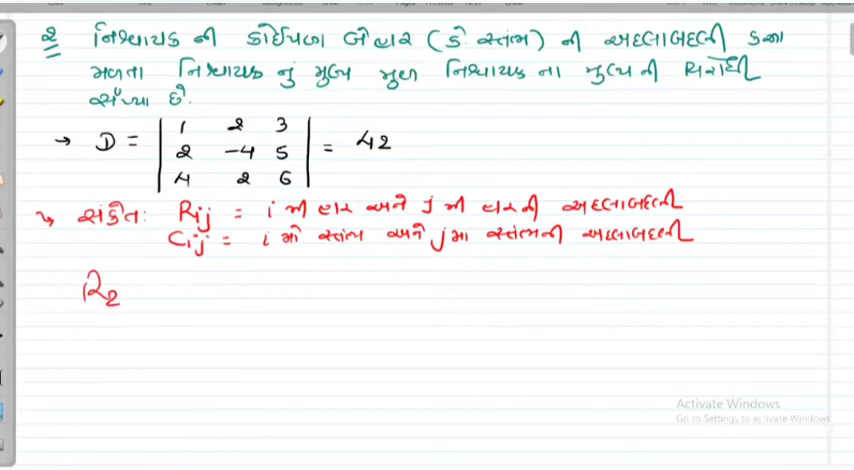 ૨ નિશ્ચાયક ની કોઈપણ બે હાર ( કે સ્તંભ ) ની અદલાબદલી કરતા
મળતા નિશ્ચાયક નું મુલ્ય મુળ નિશ્ચાયક ના મુલ્ય ની વિરોધી
સંખ્યા છે.
→ D = | 1 2 3 |
| 2 -4 5 | = 42
| 4 2 6 |
→ સંકેત: Rij = i મી હાર અને j મી હારની અદલાબદલી
Cij = i મો સ્તંભ અને j મા સ્તંભની અદલાબદલી
R2
Activate Windows
Go to Settings to activate Windows